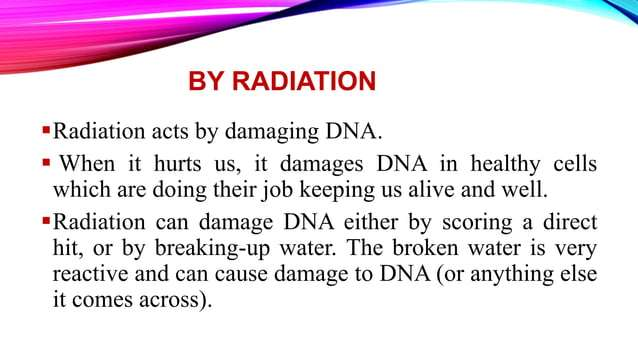 BY RADIATION
▪Radiation acts by damaging DNA.
▪ When it hurts us, it damages DNA in healthy cells
which are doing their job keeping us alive and well.
▪Radiation can damage DNA either by scoring a direct
hit, or by breaking-up water. The broken water is very
reactive and can cause damage to DNA (or anything else
it comes across).